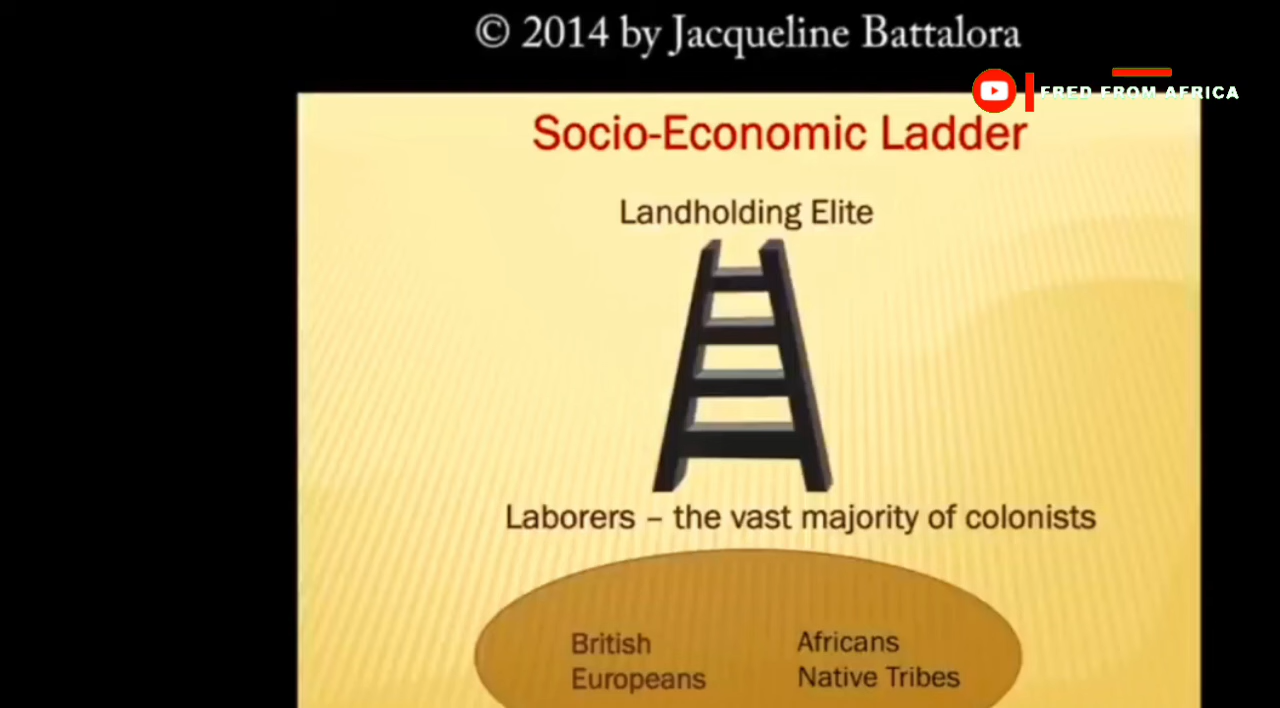 © 2014 by Jacqueline Battalora
FRED FROM AFRICA
Socio-Economic Ladder
Landholding Elite
Laborers – the vast majority of colonists
British
Europeans
Africans
Native Tribes